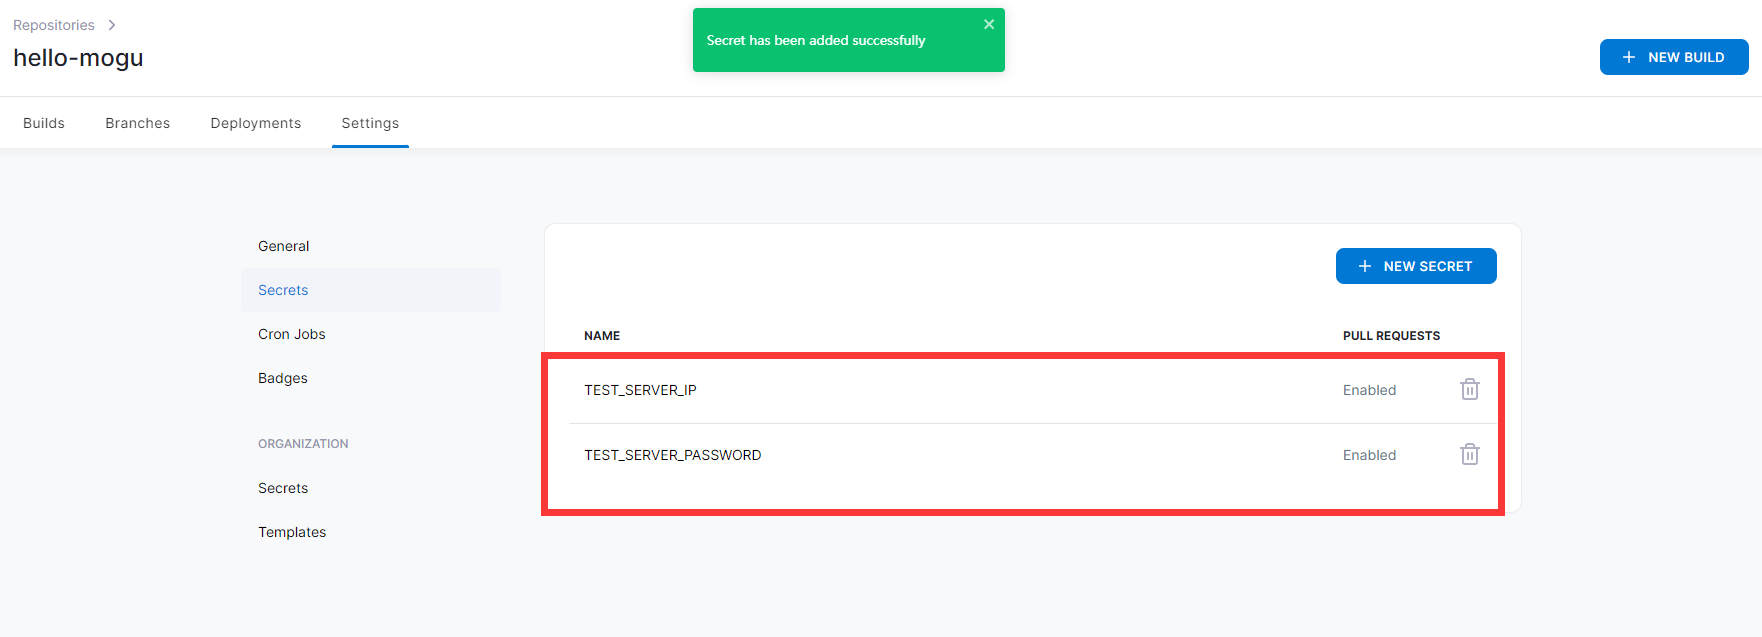 Repositories
hello-mogu
Secret has been added successfully
NEW BUILD
Builds
Branches
Deployments
Settings
General
Secrets
Cron Jobs
Badges
ORGANIZATION
Secrets
Templates
NEW SECRET
NAME PULL REQUESTS
TEST_SERVER_IP Enabled
TEST_SERVER_PASSWORD Enabled